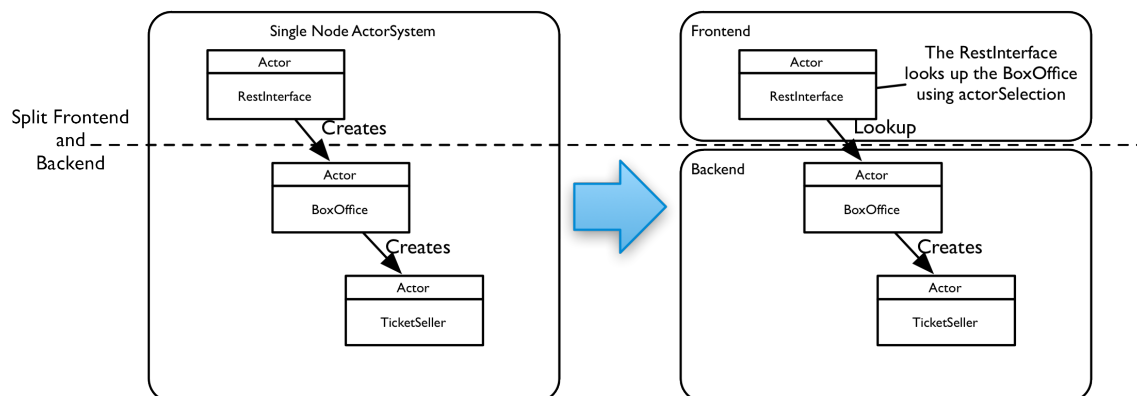 Single Node ActorSystem
Actor
RestInterface
Creates
Split Frontend
and
Backend
Actor
BoxOffice
Creates
Actor
TicketSeller
Frontend
Actor
RestInterface
The RestInterface
looks up the BoxOffice
using actorSelection
Lookup
Backend
Actor
BoxOffice
Creates
Actor
TicketSeller